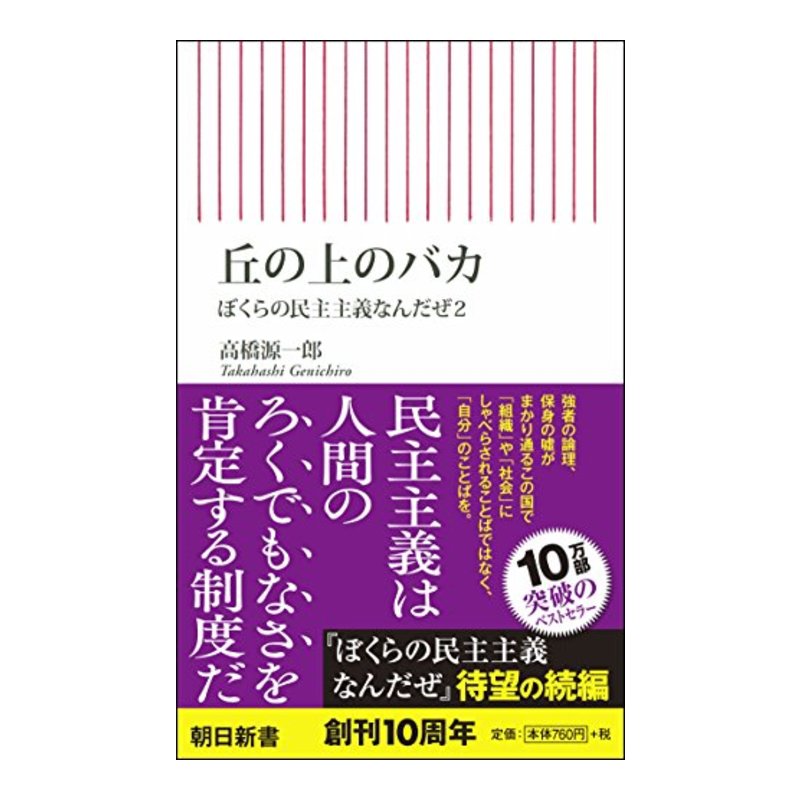 丘の上のバカ
ぼくらの民主主義なんだぜ2
高橋源一郎
Takahashi Genichiro
強者の論理、
保身の嘘が
まかり通るこの国で
「組織」や「社会」に
しゃべらされることばではなく、
「自分」のことばを。
民主主義は
人間の
ろくでもなさを
肯定する制度だ
10万部
突破の
ベストセラー
『ぼくらの民主主義
なんだぜ』待望の続編
朝日新書
創刊10周年
定価:本体760円+税